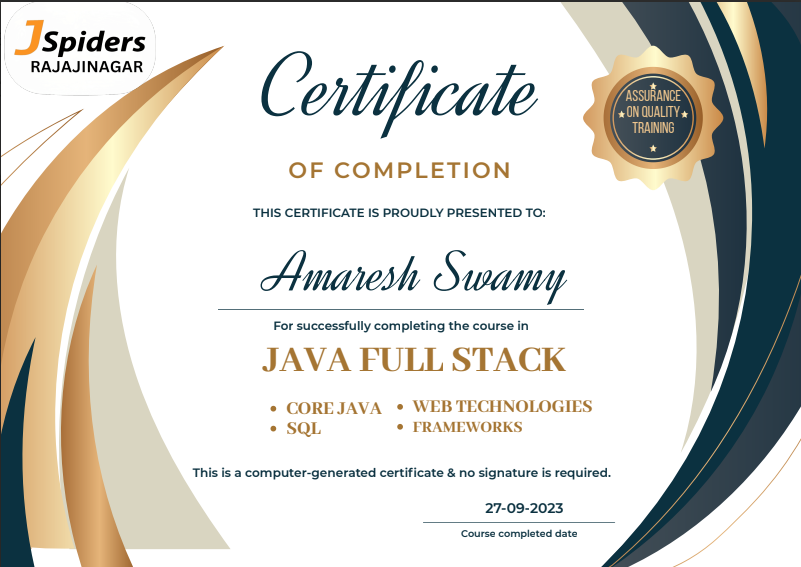 JSpiders
RAJAJINAGAR
Certificate
OF COMPLETION
ASSURANCE
ON QUALITY
TRAINING
THIS CERTIFICATE IS PROUDLY PRESENTED TO:
Amaresh Swamy
For successfully completing the course in
JAVA FULL STACK
• CORE JAVA • WEB TECHNOLOGIES
• SQL • FRAMEWORKS
This is a computer-generated certificate & no signature is required.
27-09-2023
Course completed date